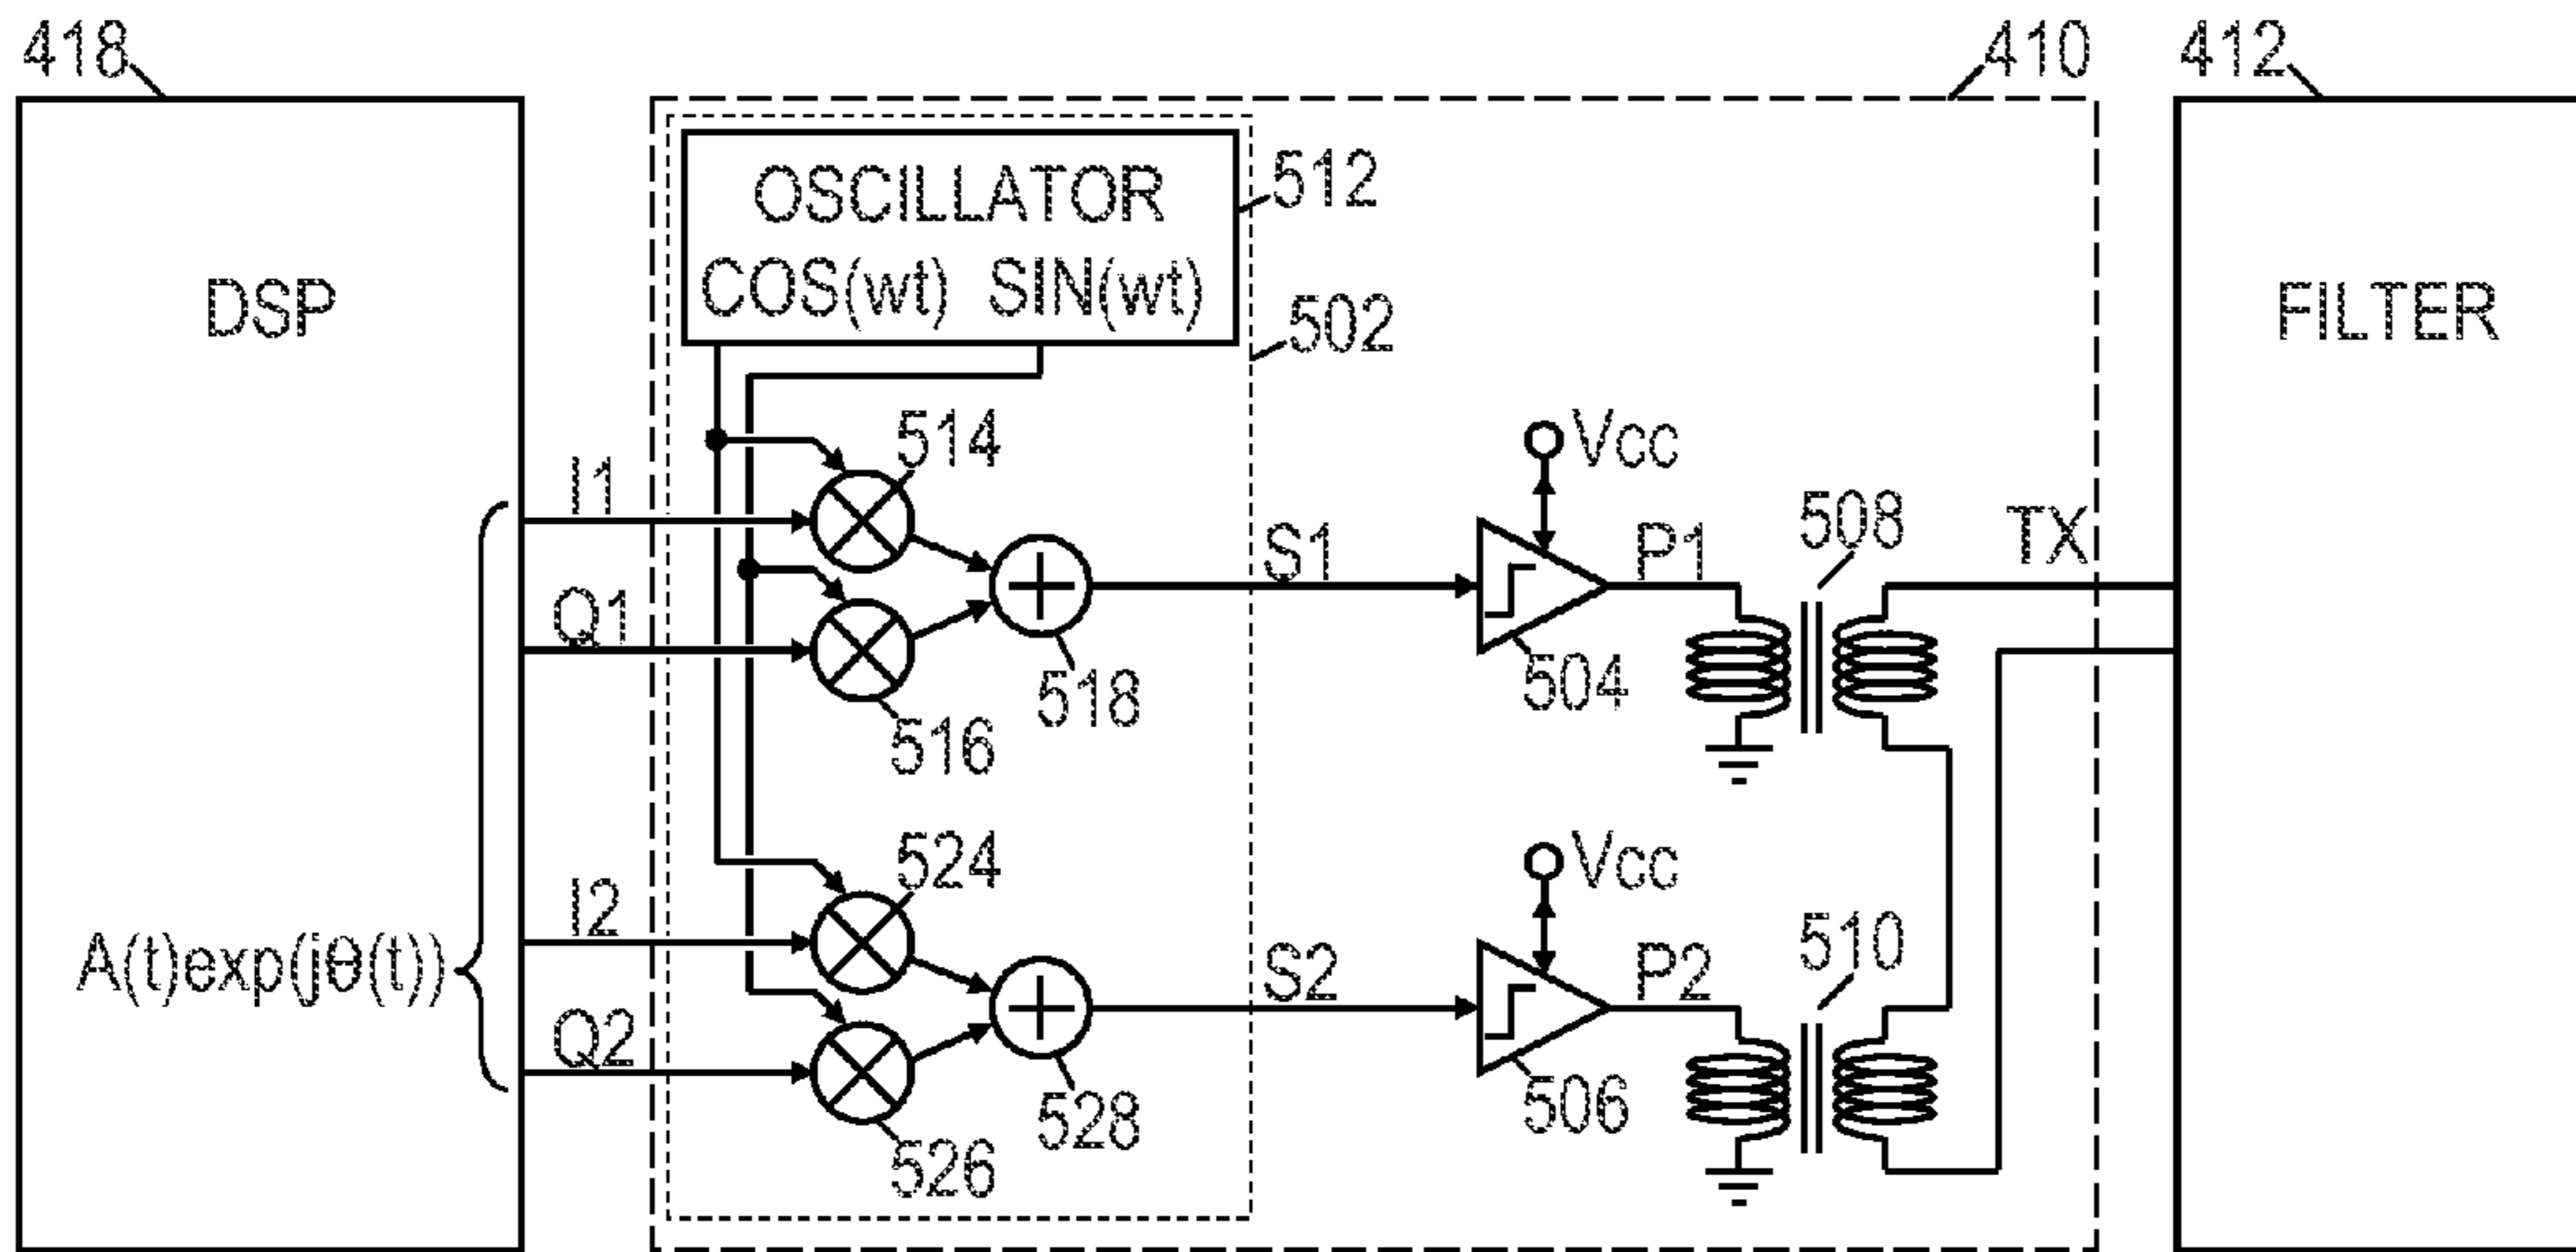 418
410
412
OSCILLATOR
COS(wt) SIN(wt)
512
502
DSP
FILTER
514
Vcc
I1
508
TX
S1
P1
Q1
504
518
516
524
Vcc
I2
510
A(t)exp(jθ(t))
S2
P2
Q2
506
528
526